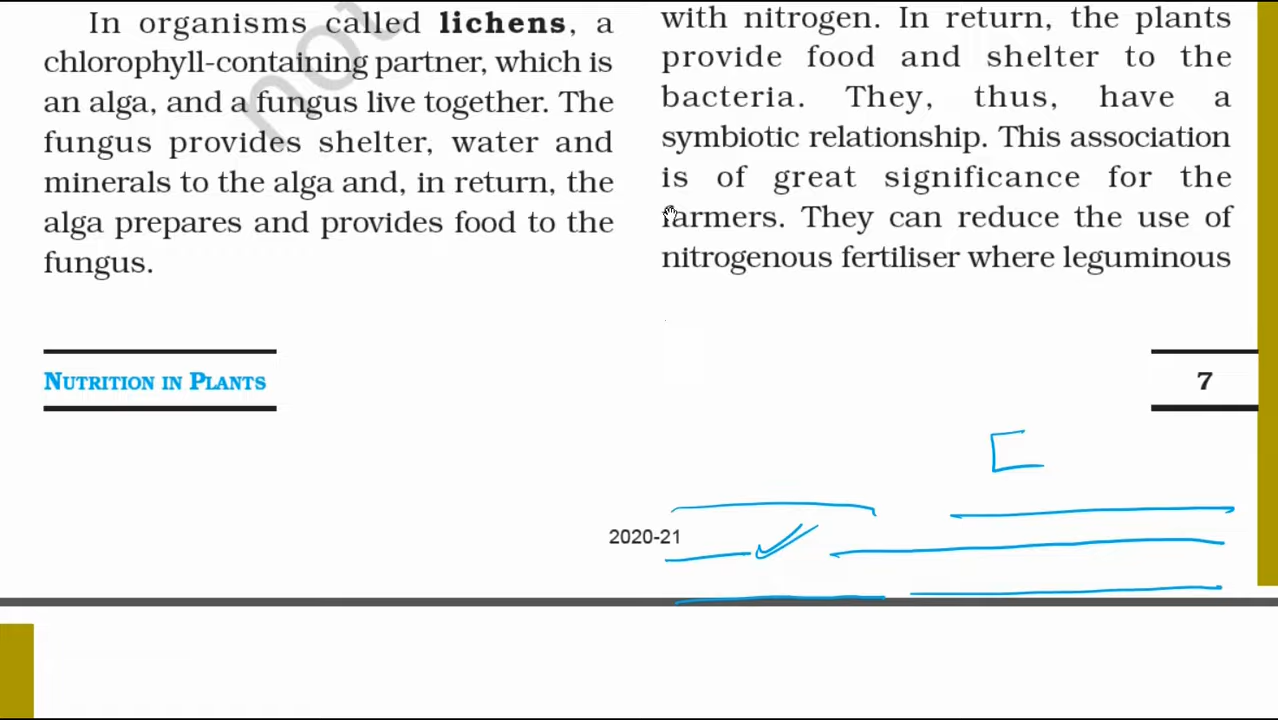 In organisms called lichens, a
chlorophyll-containing partner, which is
an alga, and a fungus live together. The
fungus provides shelter, water and
minerals to the alga and, in return, the
alga prepares and provides food to the
fungus.
with nitrogen. In return, the plants
provide food and shelter to the
bacteria. They, thus, have a
symbiotic relationship. This association
is of great significance for the
farmers. They can reduce the use of
nitrogenous fertiliser where leguminous
NUTRITION IN PLANTS
7
2020-21
not